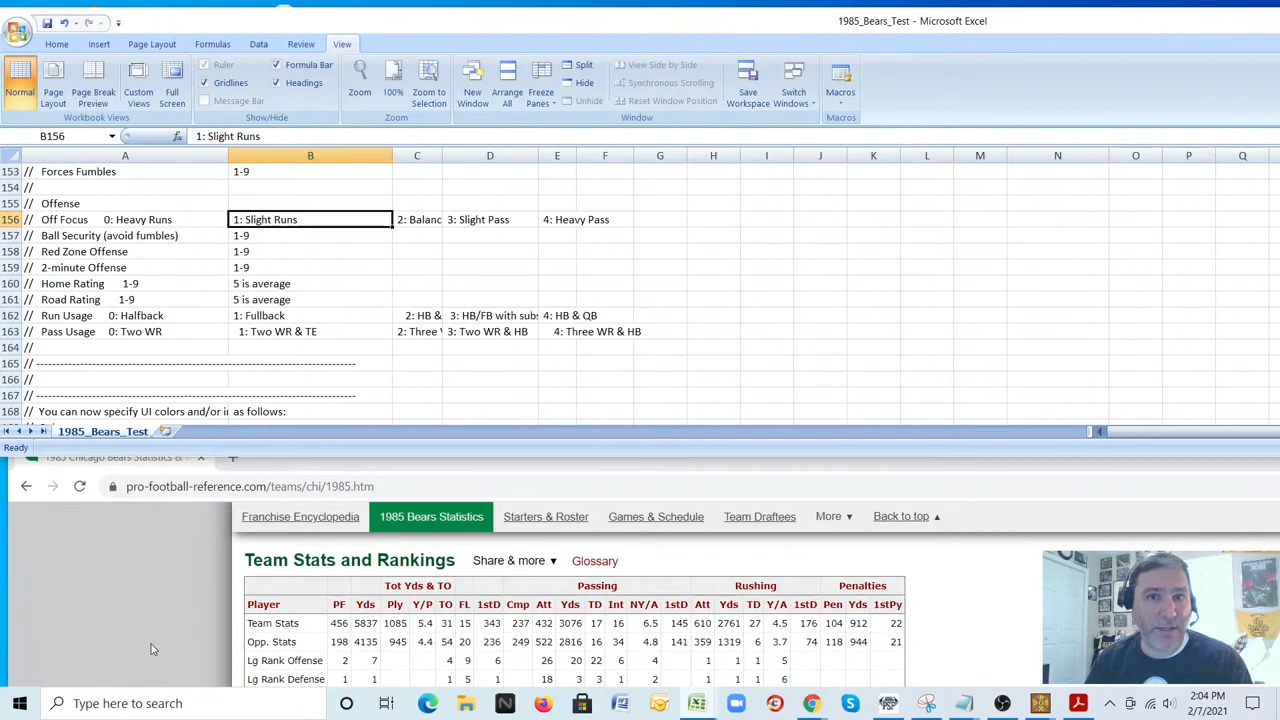 1985_Bears_Test - Microsoft Excel
Home Insert Page Layout Formulas Data Review View
Ruler Formula Bar
Gridlines Headings
Message Bar
Normal Page Layout Page Break Preview Custom Views Full Screen
Zoom 100% Zoom to Selection
New Window Arrange All Freeze Panes
Split
Hide
Unhide
View Side by Side
Synchronous Scrolling
Reset Window Position
Save Workspace Switch Windows Macros
Workbook Views Show/Hide Zoom Window Macros
B156 fx 1: Slight Runs
A B C D E F G H I J K L M N O P Q
153 // Forces Fumbles 1-9
154 //
155 // Offense
156 // Off Focus 0: Heavy Runs 1: Slight Runs 2: Balanc 3: Slight Pass 4: Heavy Pass
157 // Ball Security (avoid fumbles) 1-9
158 // Red Zone Offense 1-9
159 // 2-minute Offense 1-9
160 // Home Rating 1-9 5 is average
161 // Road Rating 1-9 5 is average
162 // Run Usage 0: Halfback 1: Fullback 2: HB & 3: HB/FB with subs 4: HB & QB
163 // Pass Usage 0: Two WR 1: Two WR & TE 2: Three 3: Two WR & HB 4: Three WR & HB
164 //
165 // --------------------------------------------------------------------------------
166 //
167 // --------------------------------------------------------------------------------
168 // You can now specify UI colors and/or i as follows:
1985_Bears_Test
Ready
1985 Chicago Bears Statistics &
pro-football-reference.com/teams/chi/1985.htm
Franchise Encyclopedia 1985 Bears Statistics Starters & Roster Games & Schedule Team Draftees More ▼ Back to top ▲
Team Stats and Rankings Share & more ▼ Glossary
Tot Yds & TO Passing Rushing Penalties
Player PF Yds Ply Y/P TO FL 1stD Cmp Att Yds TD Int NY/A 1stD Att Yds TD Y/A 1stD Pen Yds 1stPy
Team Stats 456 5837 1085 5.4 31 15 343 237 432 3076 17 16 6.5 145 610 2761 27 4.5 176 104 912 22
Opp. Stats 198 4135 945 4.4 54 20 236 249 522 2816 16 34 4.8 141 359 1319 6 3.7 74 118 944 21
Lg Rank Offense 2 7 4 9 6 26 20 22 6 4 1 1 1 5
Lg Rank Defense 1 1 1 5 1 18 3 3 1 1 1 1 1 6
Type here to search
2:04 PM
2/7/2021